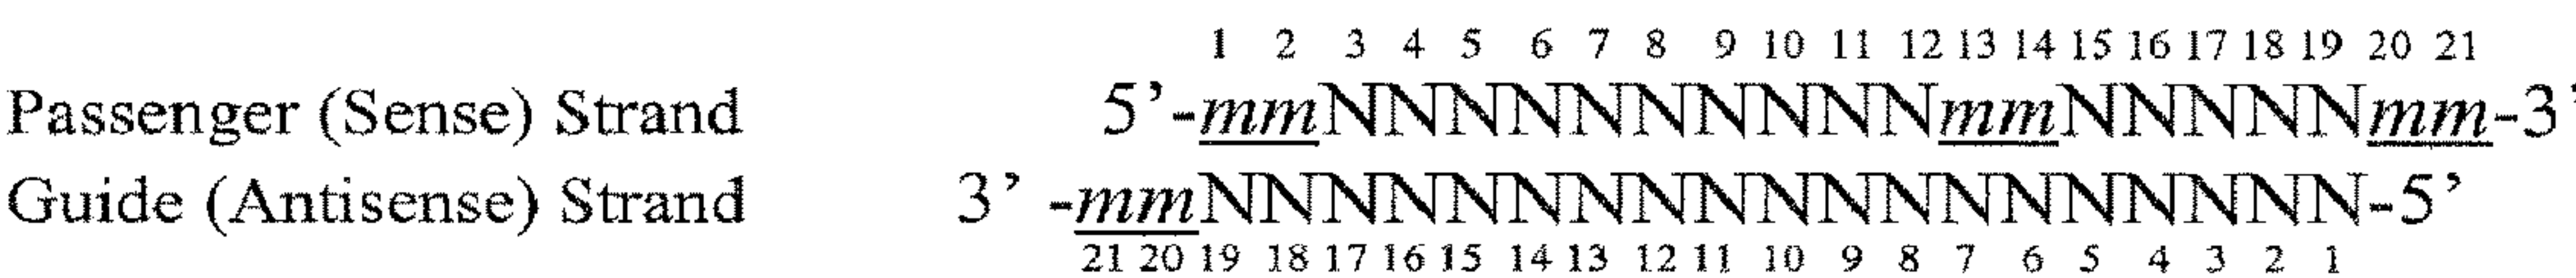 1 2 3 4 5 6 7 8 9 10 11 12 13 14 15 16 17 18 19 20 21
Passenger (Sense) Strand 5’-mmNNNNNNNNNNmmNNNNNmm-3’
Guide (Antisense) Strand 3’ -mmNNNNNNNNNNNNNNNNNNN-5’
21 20 19 18 17 16 15 14 13 12 11 10 9 8 7 6 5 4 3 2 1